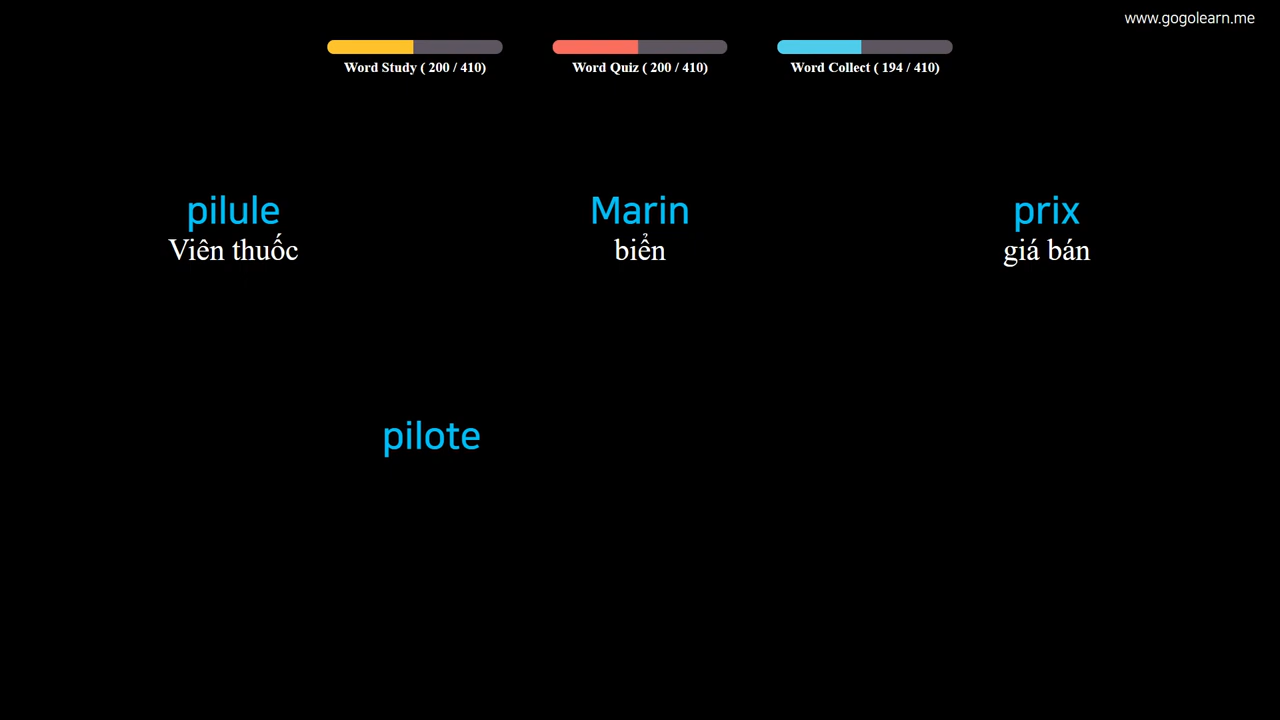 www.gogolearn.me
Word Study ( 200 / 410)
Word Quiz ( 200 / 410)
Word Collect ( 194 / 410)
pilule
Viên thuốc
Marin
biển
prix
giá bán
pilote